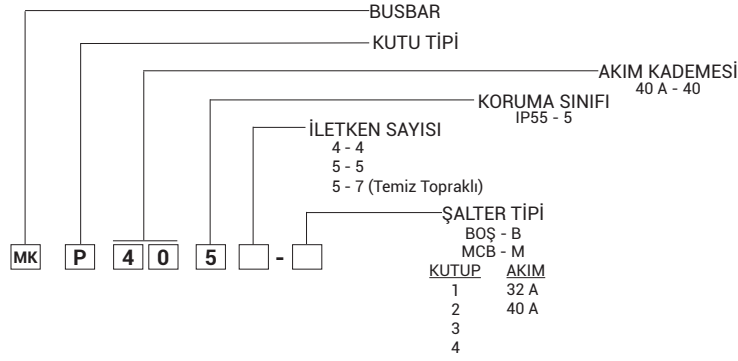 BUSBAR
KUTU TİPİ
AKIM KADEMESİ
40 A - 40
KORUMA SINIFI
IP55 - 5
İLETKEN SAYISI
4 - 4
5 - 5
5 - 7 (Temiz Topraklı)
ŞALTER TİPİ
BOŞ - B
MCB - M
KUTUP AKIM
1 32 A
2 40 A
3
4
MK P 4 0 5 -